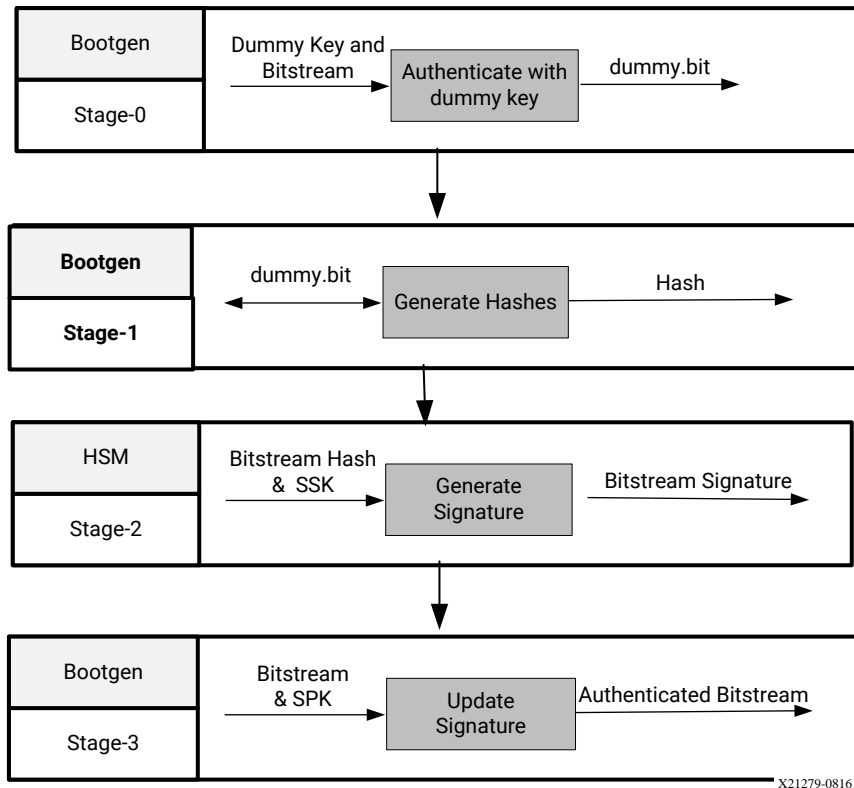 Bootgen
Stage-0
Dummy Key and
Bitstream
Authenticate with
dummy key
dummy.bit
Bootgen
Stage-1
dummy.bit
Generate Hashes
Hash
HSM
Stage-2
Bitstream Hash
& SSK
Generate
Signature
Bitstream Signature
Bootgen
Stage-3
Bitstream
& SPK
Update
Signature
Authenticated Bitstream
X21279-0816